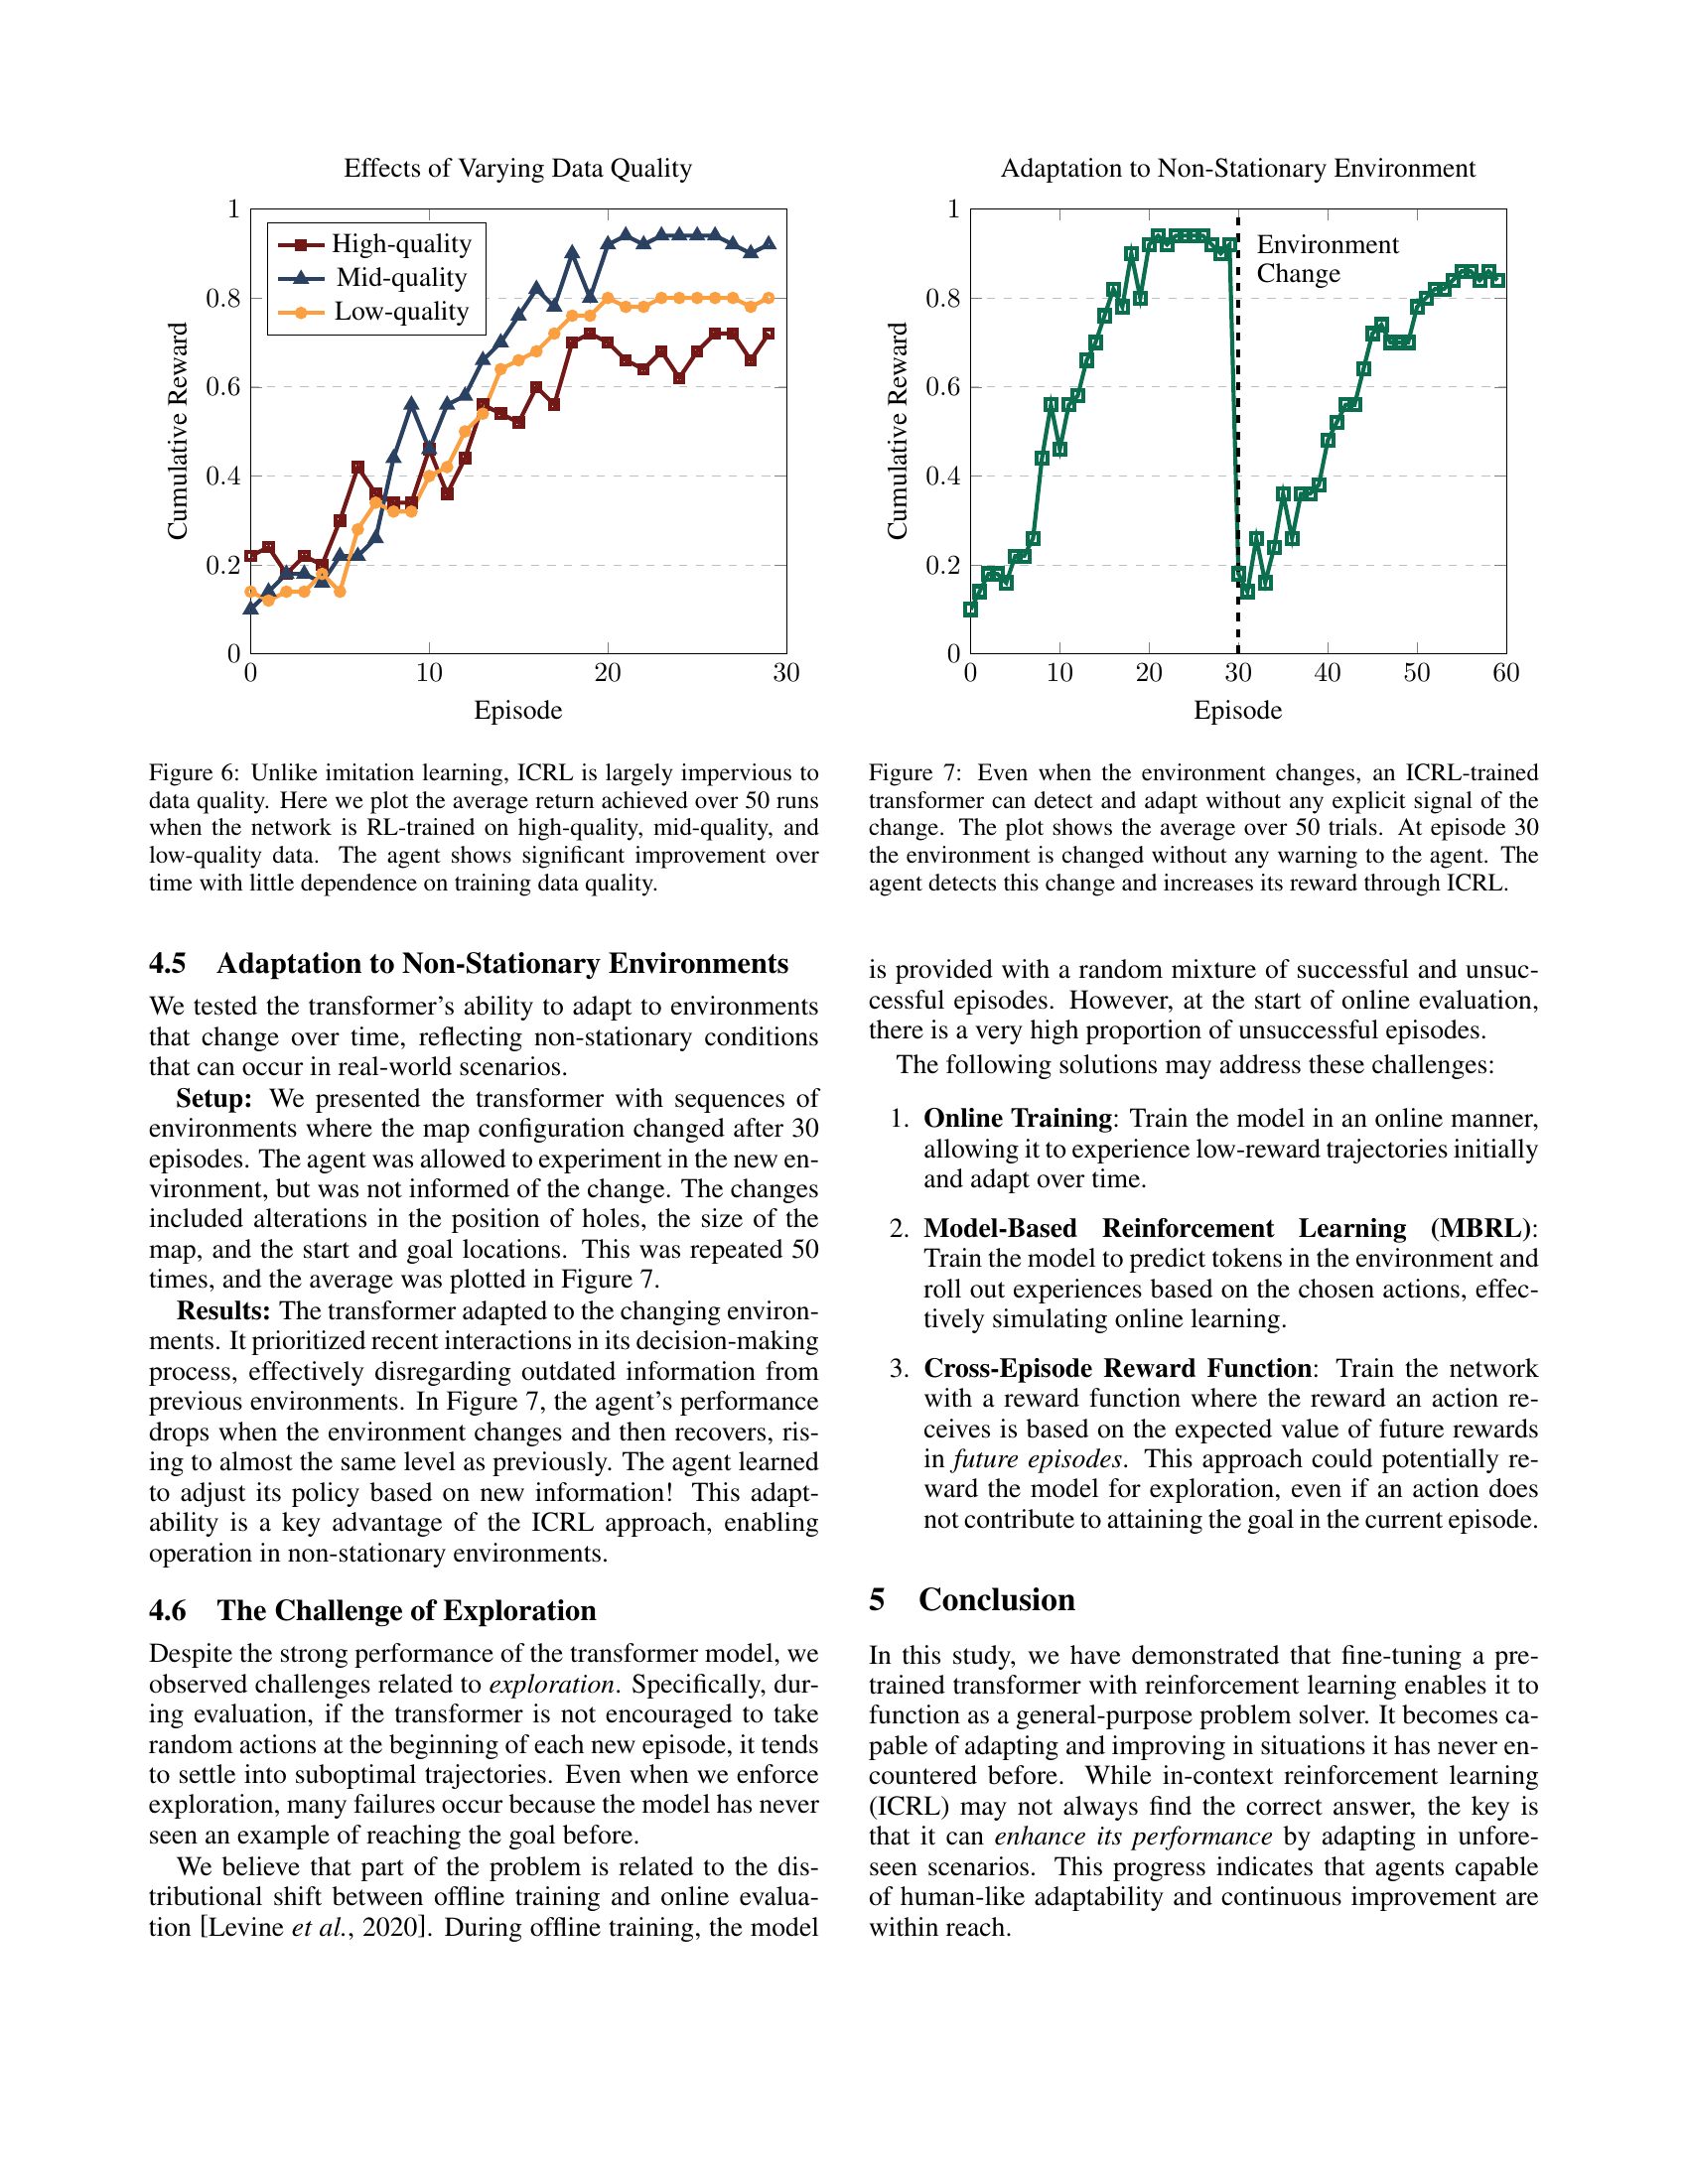 Effects of Varying Data Quality
1
0.8
0.6
0.4
0.2
0
0
10
20
30
Cumulative Reward
Episode
High-quality
Mid-quality
Low-quality
Figure 6: Unlike imitation learning, ICRL is largely impervious to
data quality. Here we plot the average return achieved over 50 runs
when the network is RL-trained on high-quality, mid-quality, and
low-quality data. The agent shows significant improvement over
time with little dependence on training data quality.
Adaptation to Non-Stationary Environment
1
0.8
0.6
0.4
0.2
0
0
10
20
30
40
50
60
Cumulative Reward
Episode
Environment
Change
Figure 7: Even when the environment changes, an ICRL-trained
transformer can detect and adapt without any explicit signal of the
change. The plot shows the average over 50 trials. At episode 30
the environment is changed without any warning to the agent. The
agent detects this change and increases its reward through ICRL.
4.5 Adaptation to Non-Stationary Environments
We tested the transformer's ability to adapt to environments
that change over time, reflecting non-stationary conditions
that can occur in real-world scenarios.
Setup: We presented the transformer with sequences of
environments where the map configuration changed after 30
episodes. The agent was allowed to experiment in the new en-
vironment, but was not informed of the change. The changes
included alterations in the position of holes, the size of the
map, and the start and goal locations. This was repeated 50
times, and the average was plotted in Figure 7.
Results: The transformer adapted to the changing environ-
ments. It prioritized recent interactions in its decision-making
process, effectively disregarding outdated information from
previous environments. In Figure 7, the agent's performance
drops when the environment changes and then recovers, ris-
ing to almost the same level as previously. The agent learned
to adjust its policy based on new information! This adapt-
ability is a key advantage of the ICRL approach, enabling
operation in non-stationary environments.
4.6 The Challenge of Exploration
Despite the strong performance of the transformer model, we
observed challenges related to exploration. Specifically, dur-
ing evaluation, if the transformer is not encouraged to take
random actions at the beginning of each new episode, it tends
to settle into suboptimal trajectories. Even when we enforce
exploration, many failures occur because the model has never
seen an example of reaching the goal before.
We believe that part of the problem is related to the dis-
tributional shift between offline training and online evalua-
tion [Levine et al., 2020]. During offline training, the model
is provided with a random mixture of successful and unsuc-
cessful episodes. However, at the start of online evaluation,
there is a very high proportion of unsuccessful episodes.
The following solutions may address these challenges:
1. Online Training: Train the model in an online manner,
allowing it to experience low-reward trajectories initially
and adapt over time.
2. Model-Based Reinforcement Learning (MBRL):
Train the model to predict tokens in the environment and
roll out experiences based on the chosen actions, effec-
tively simulating online learning.
3. Cross-Episode Reward Function: Train the network
with a reward function where the reward an action re-
ceives is based on the expected value of future rewards
in future episodes. This approach could potentially re-
ward the model for exploration, even if an action does
not contribute to attaining the goal in the current episode.
5 Conclusion
In this study, we have demonstrated that fine-tuning a pre-
trained transformer with reinforcement learning enables it to
function as a general-purpose problem solver. It becomes ca-
pable of adapting and improving in situations it has never en-
countered before. While in-context reinforcement learning
(ICRL) may not always find the correct answer, the key is
that it can enhance its performance by adapting in unfore-
seen scenarios. This progress indicates that agents capable
of human-like adaptability and continuous improvement are
within reach.